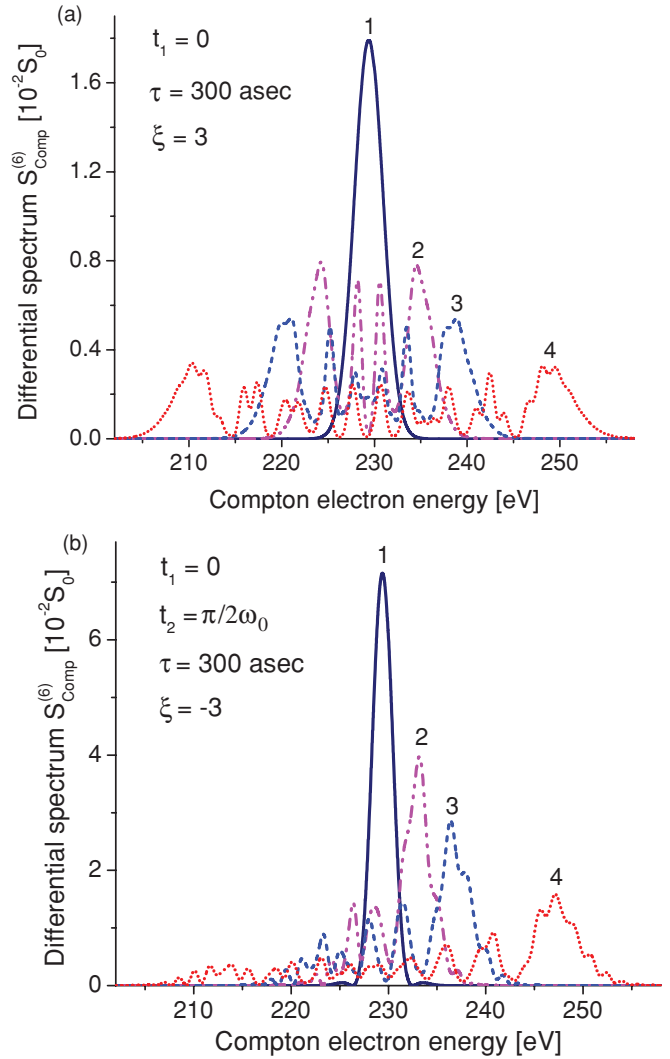 (a)
t₁ = 0
τ = 300 asec
ξ = 3
1
2
3
4
Differential spectrum S⁽⁶⁾Comp [10⁻²S₀]
1.6
1.2
0.8
0.4
0.0
210 220 230 240 250
Compton electron energy [eV]
(b)
t₁ = 0
t₂ = π/2ω₀
τ = 300 asec
ξ = -3
1
2
3
4
Differential spectrum S⁽⁶⁾Comp [10⁻²S₀]
6
4
2
0
210 220 230 240 250
Compton electron energy [eV]